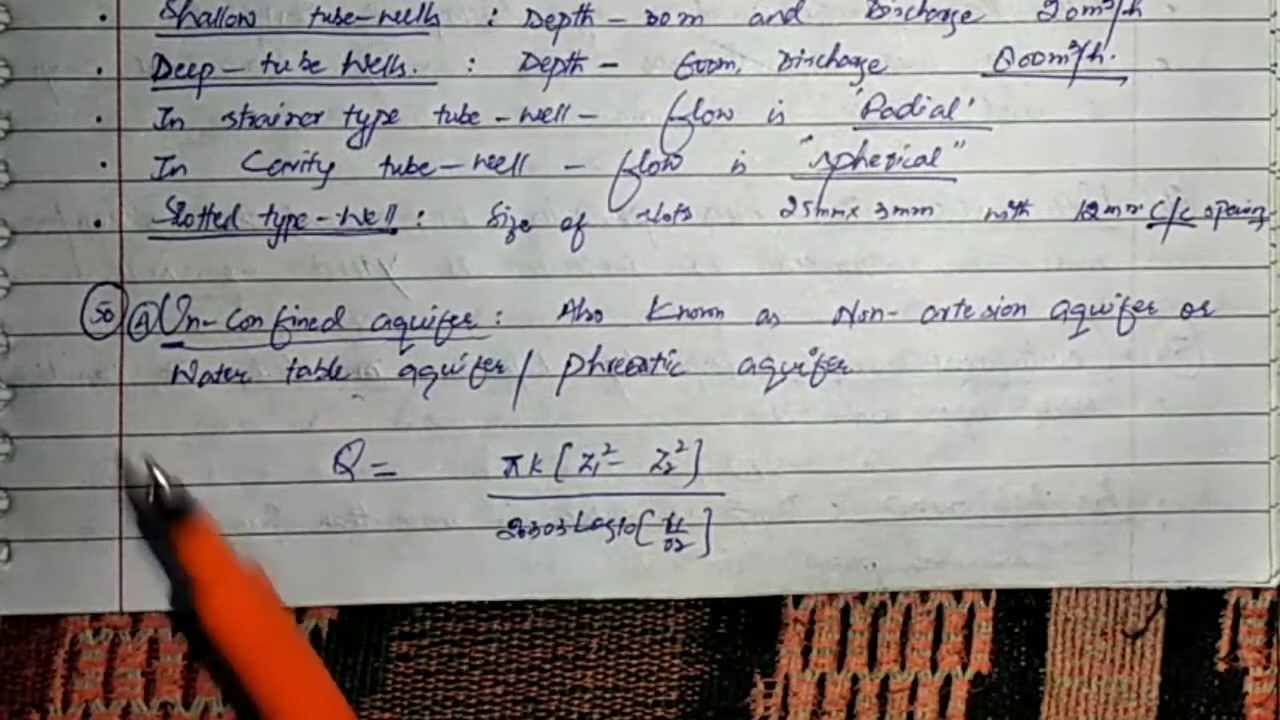 • Shallow tube-wells : Depth - 30m and Discharge 20m³/h
• Deep-tube Wells. : Depth - 600m, Discharge 800m³/h.
• In strainer type tube-well - flow is 'Radial'
• In Cavity tube-well - flow is "spherical"
• Slotted type-Well : Size of slots 25mm x 3mm with 12mm C/C spacing
50 a) Un-confined aquifer : Also Known as Non-artesion aquifer or
Water table aquifer / phreatic aquifer
Q = πK[Z₁² - Z₂²]
2.303 Log10[r1/r2]